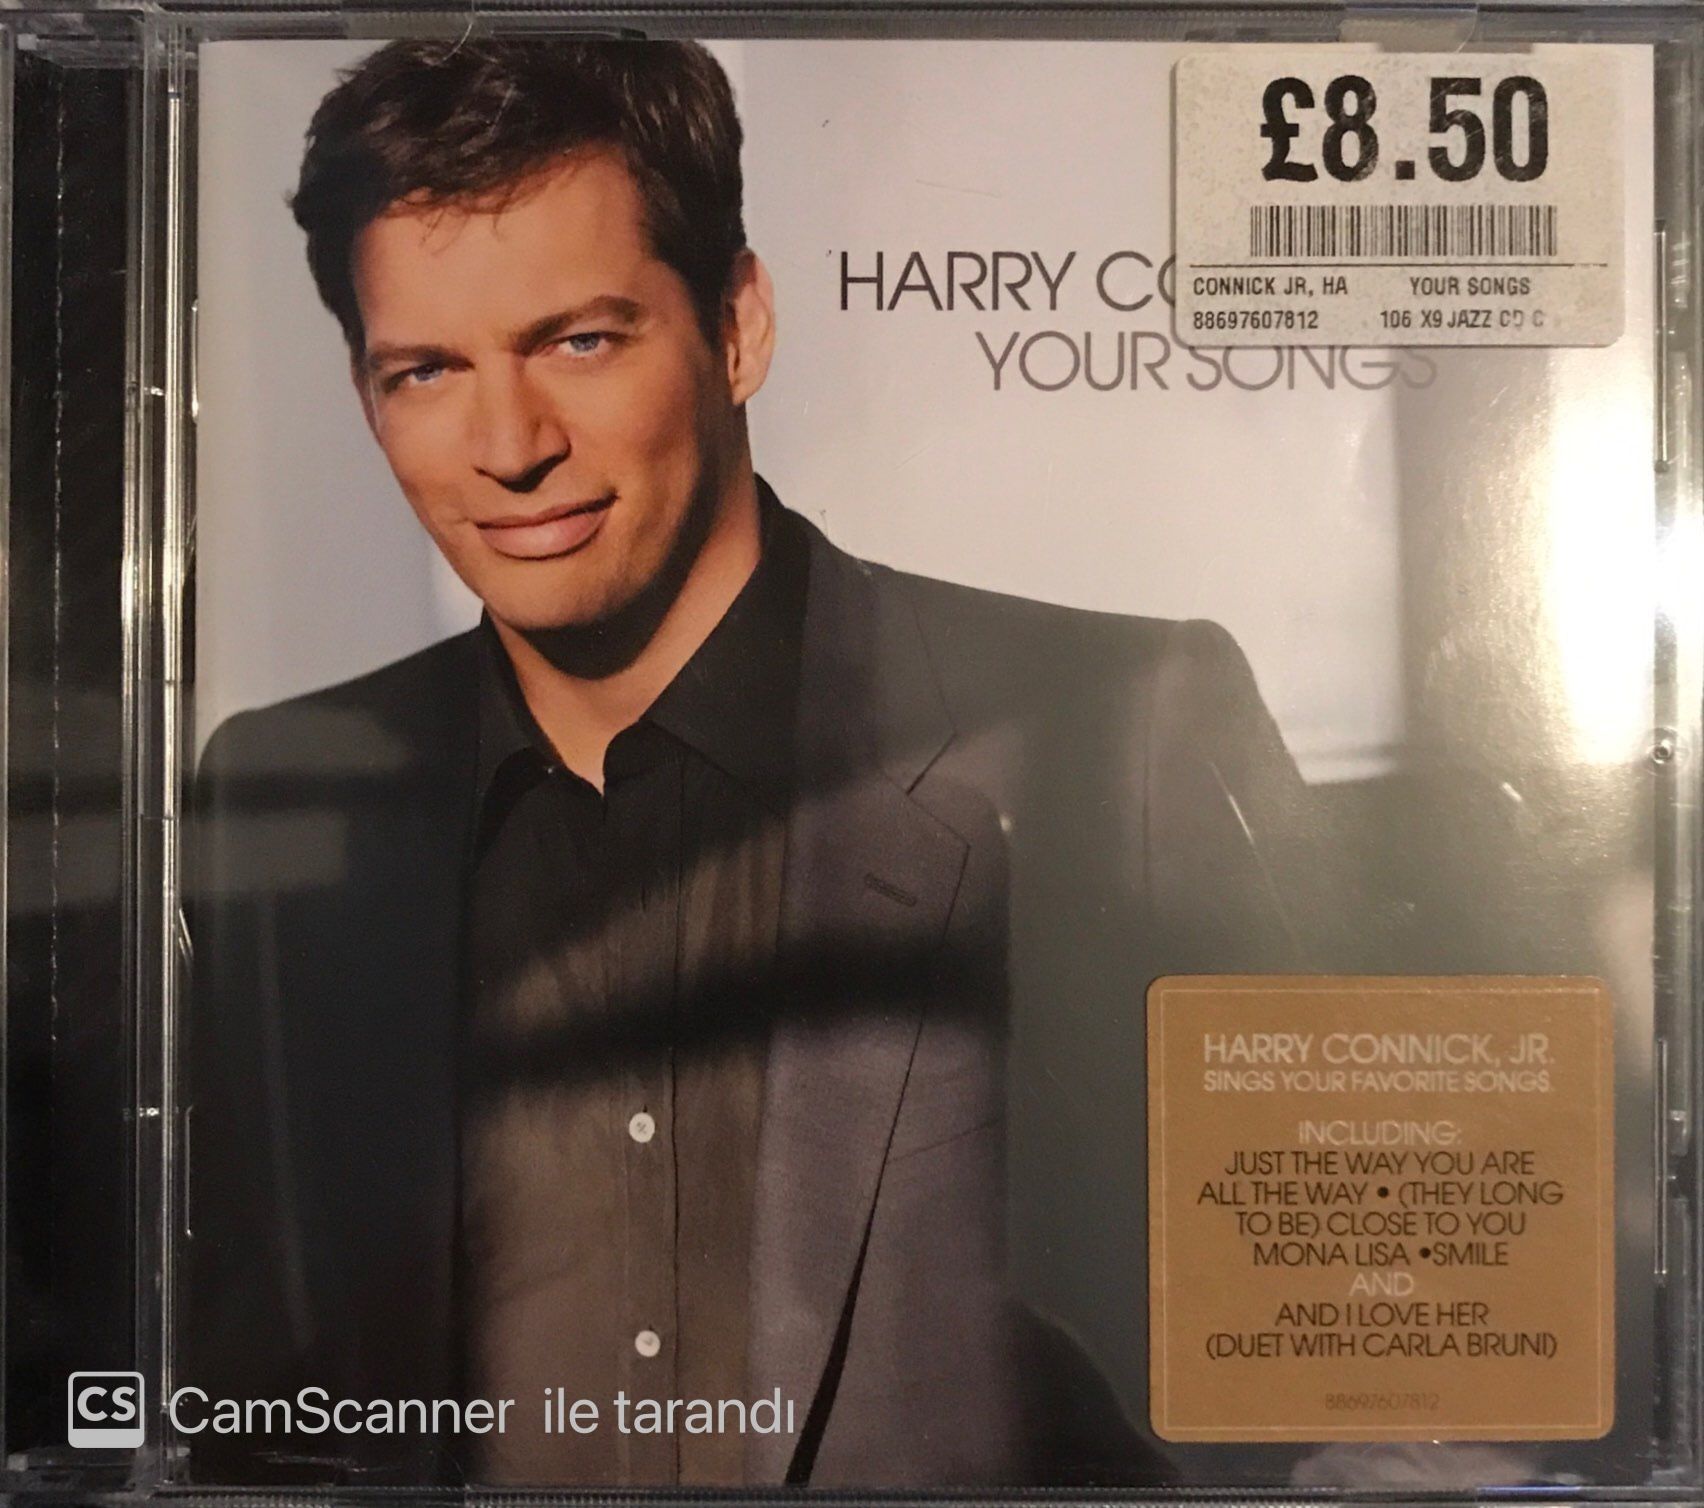 £8.50
CONNICK JR, HA YOUR SONGS
88697607812 106 X9 JAZZ CD C
HARRY CO
YOUR SONGS
HARRY CONNICK, JR.
SINGS YOUR FAVORITE SONGS.
INCLUDING:
JUST THE WAY YOU ARE
ALL THE WAY • (THEY LONG
TO BE) CLOSE TO YOU
MONA LISA • SMILE
AND
AND I LOVE HER
(DUET WITH CARLA BRUNI)
88697607812
CS CamScanner ile tarandı